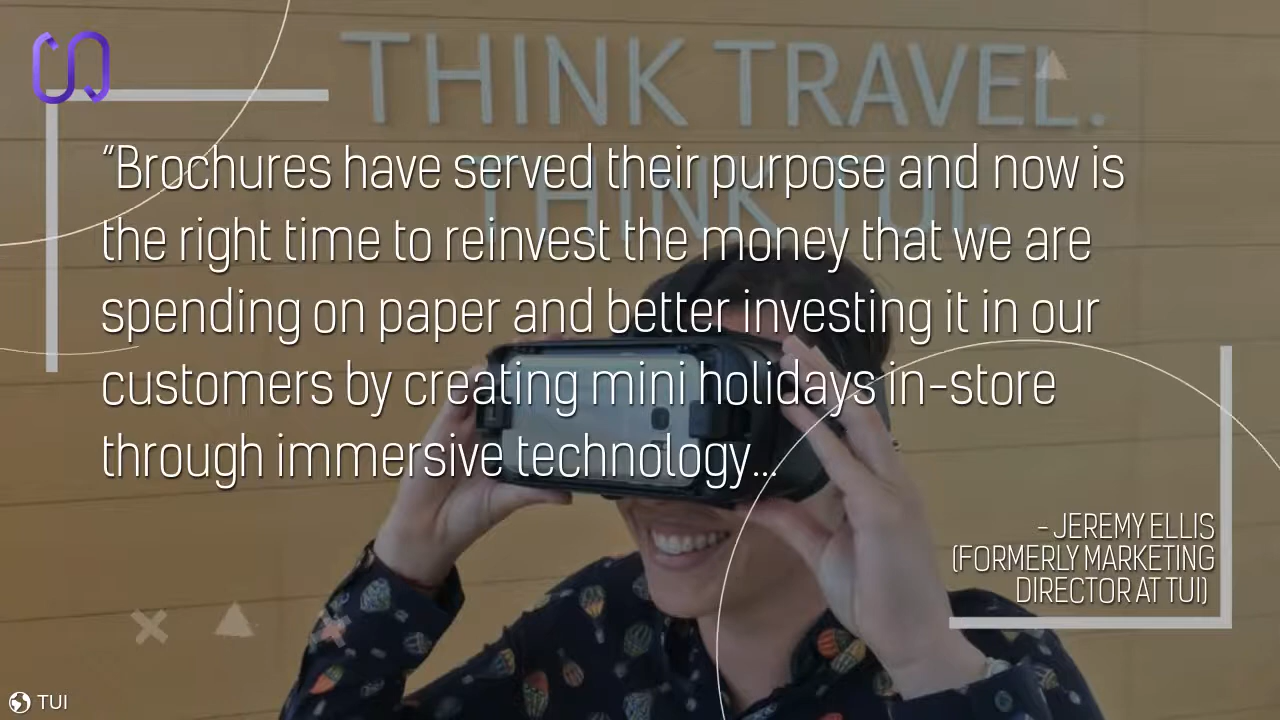 THINK TRAVEL.
THINK TUI.
“Brochures have served their purpose and now is
the right time to reinvest the money that we are
spending on paper and better investing it in our
customers by creating mini holidays in-store
through immersive technology...
- JEREMY ELLIS
(FORMERLY MARKETING
DIRECTOR AT TUI)
TUI